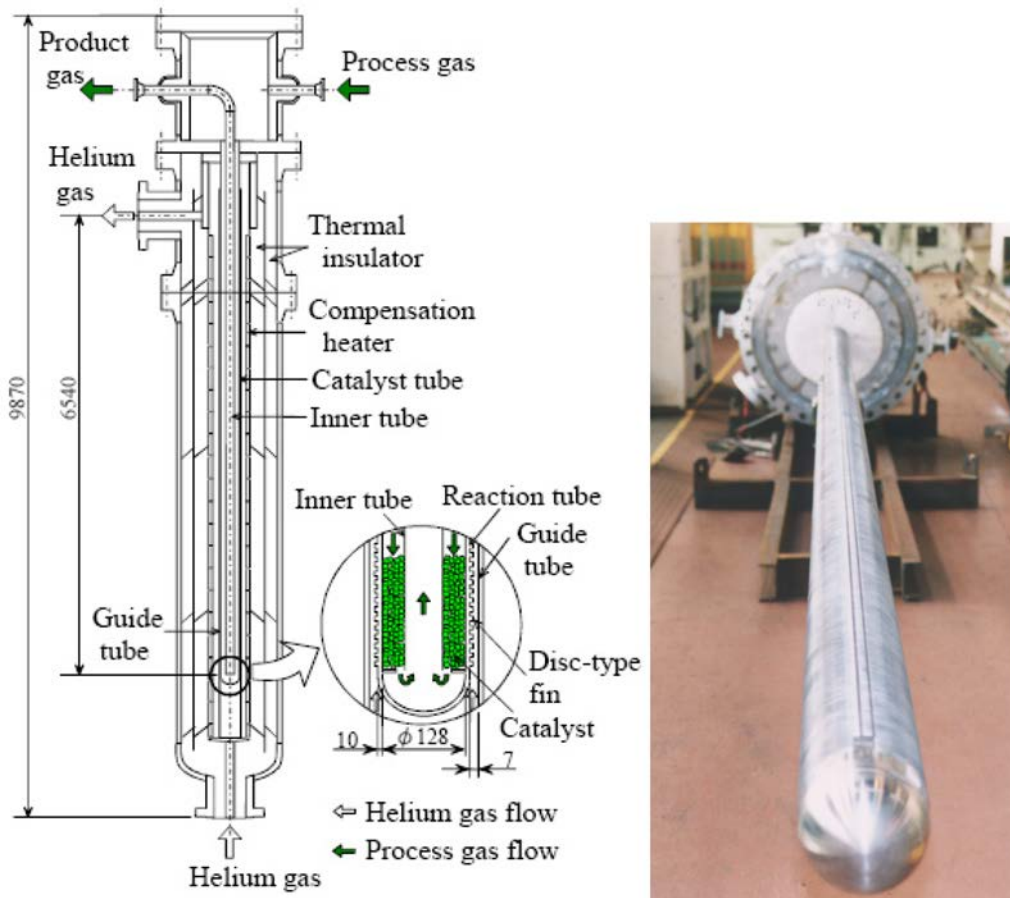 Product
gas
Process gas
Helium
gas
Thermal
insulator
Compensation
heater
Catalyst tube
Inner tube
9870
6540
Inner tube
Reaction tube
Guide
tube
Guide
tube
Disc-type
fin
Catalyst
10
ϕ 128
7
Helium gas flow
Process gas flow
Helium gas